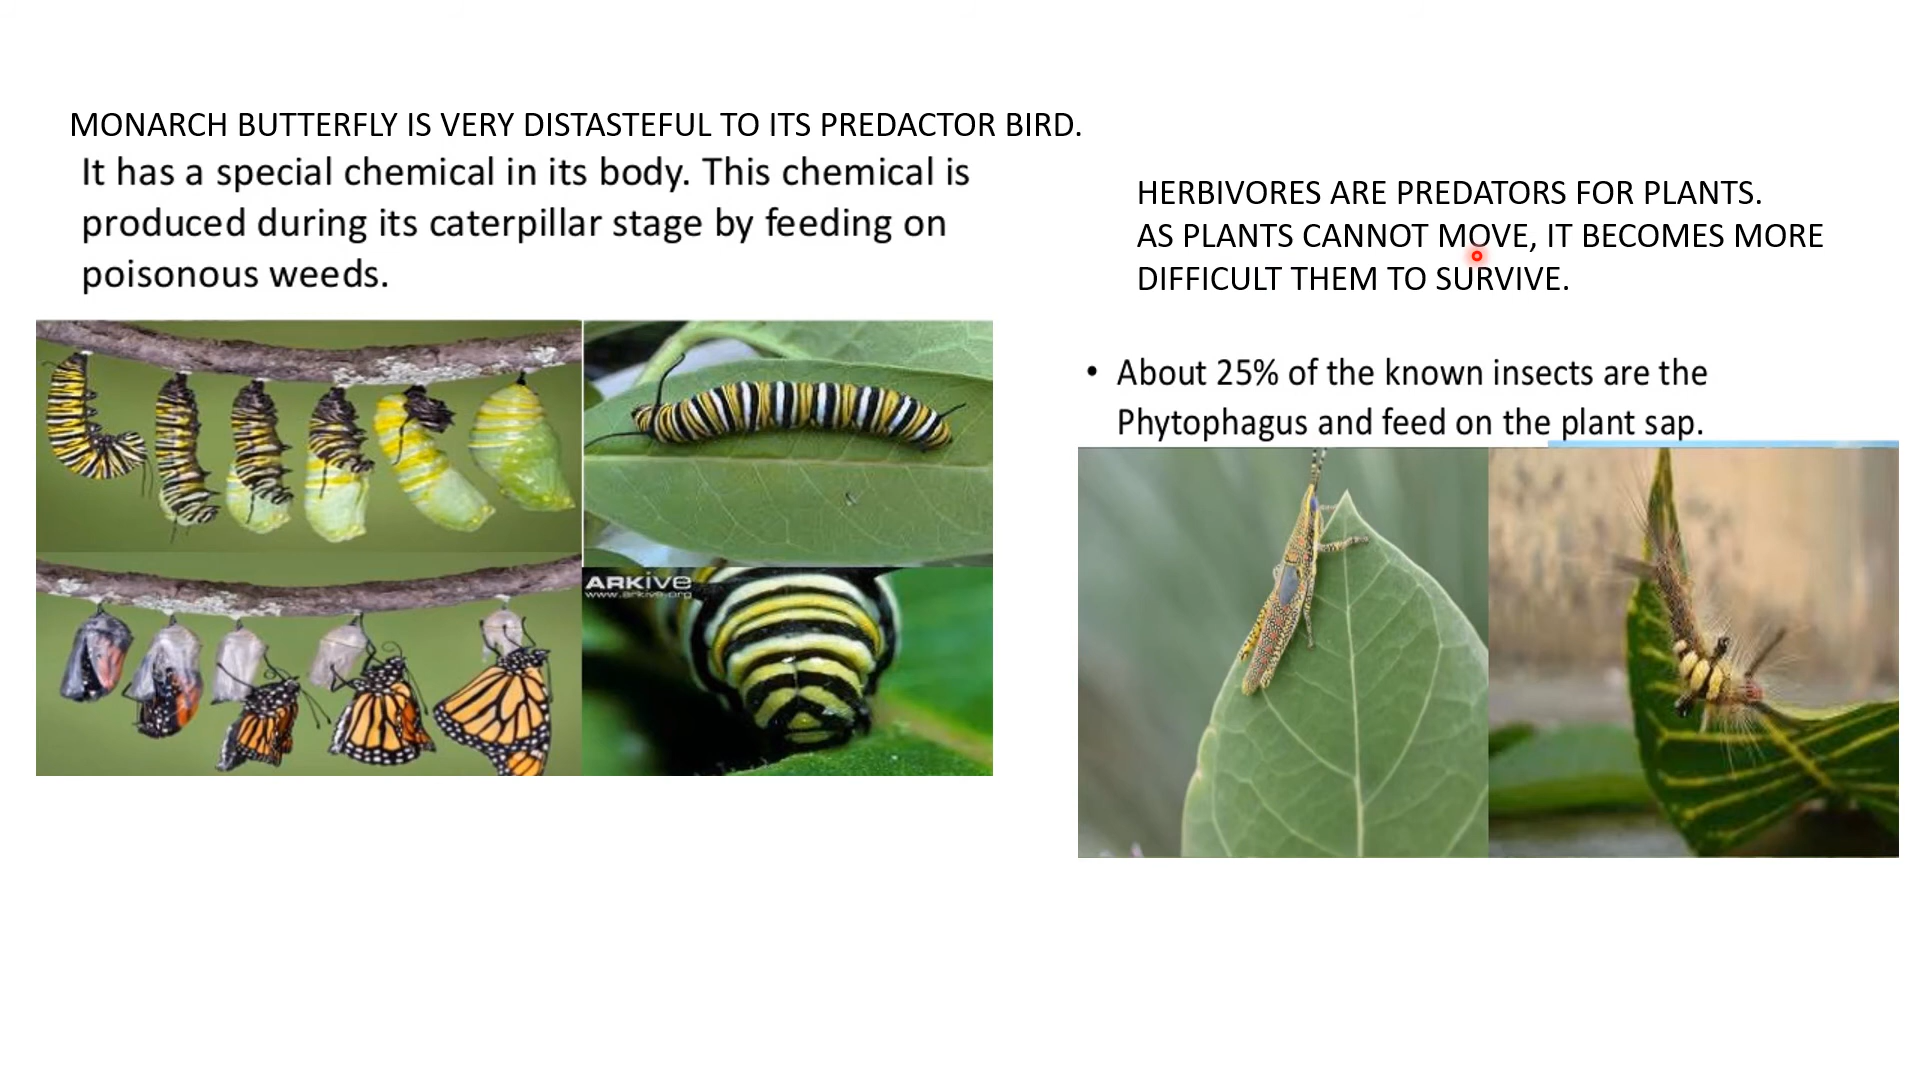 MONARCH BUTTERFLY IS VERY DISTASTEFUL TO ITS PREDACTOR BIRD.
It has a special chemical in its body. This chemical is
produced during its caterpillar stage by feeding on
poisonous weeds.
ARKive
www.arkive.org
HERBIVORES ARE PREDATORS FOR PLANTS.
AS PLANTS CANNOT MOVE, IT BECOMES MORE
DIFFICULT THEM TO SURVIVE.
• About 25% of the known insects are the
Phytophagus and feed on the plant sap.